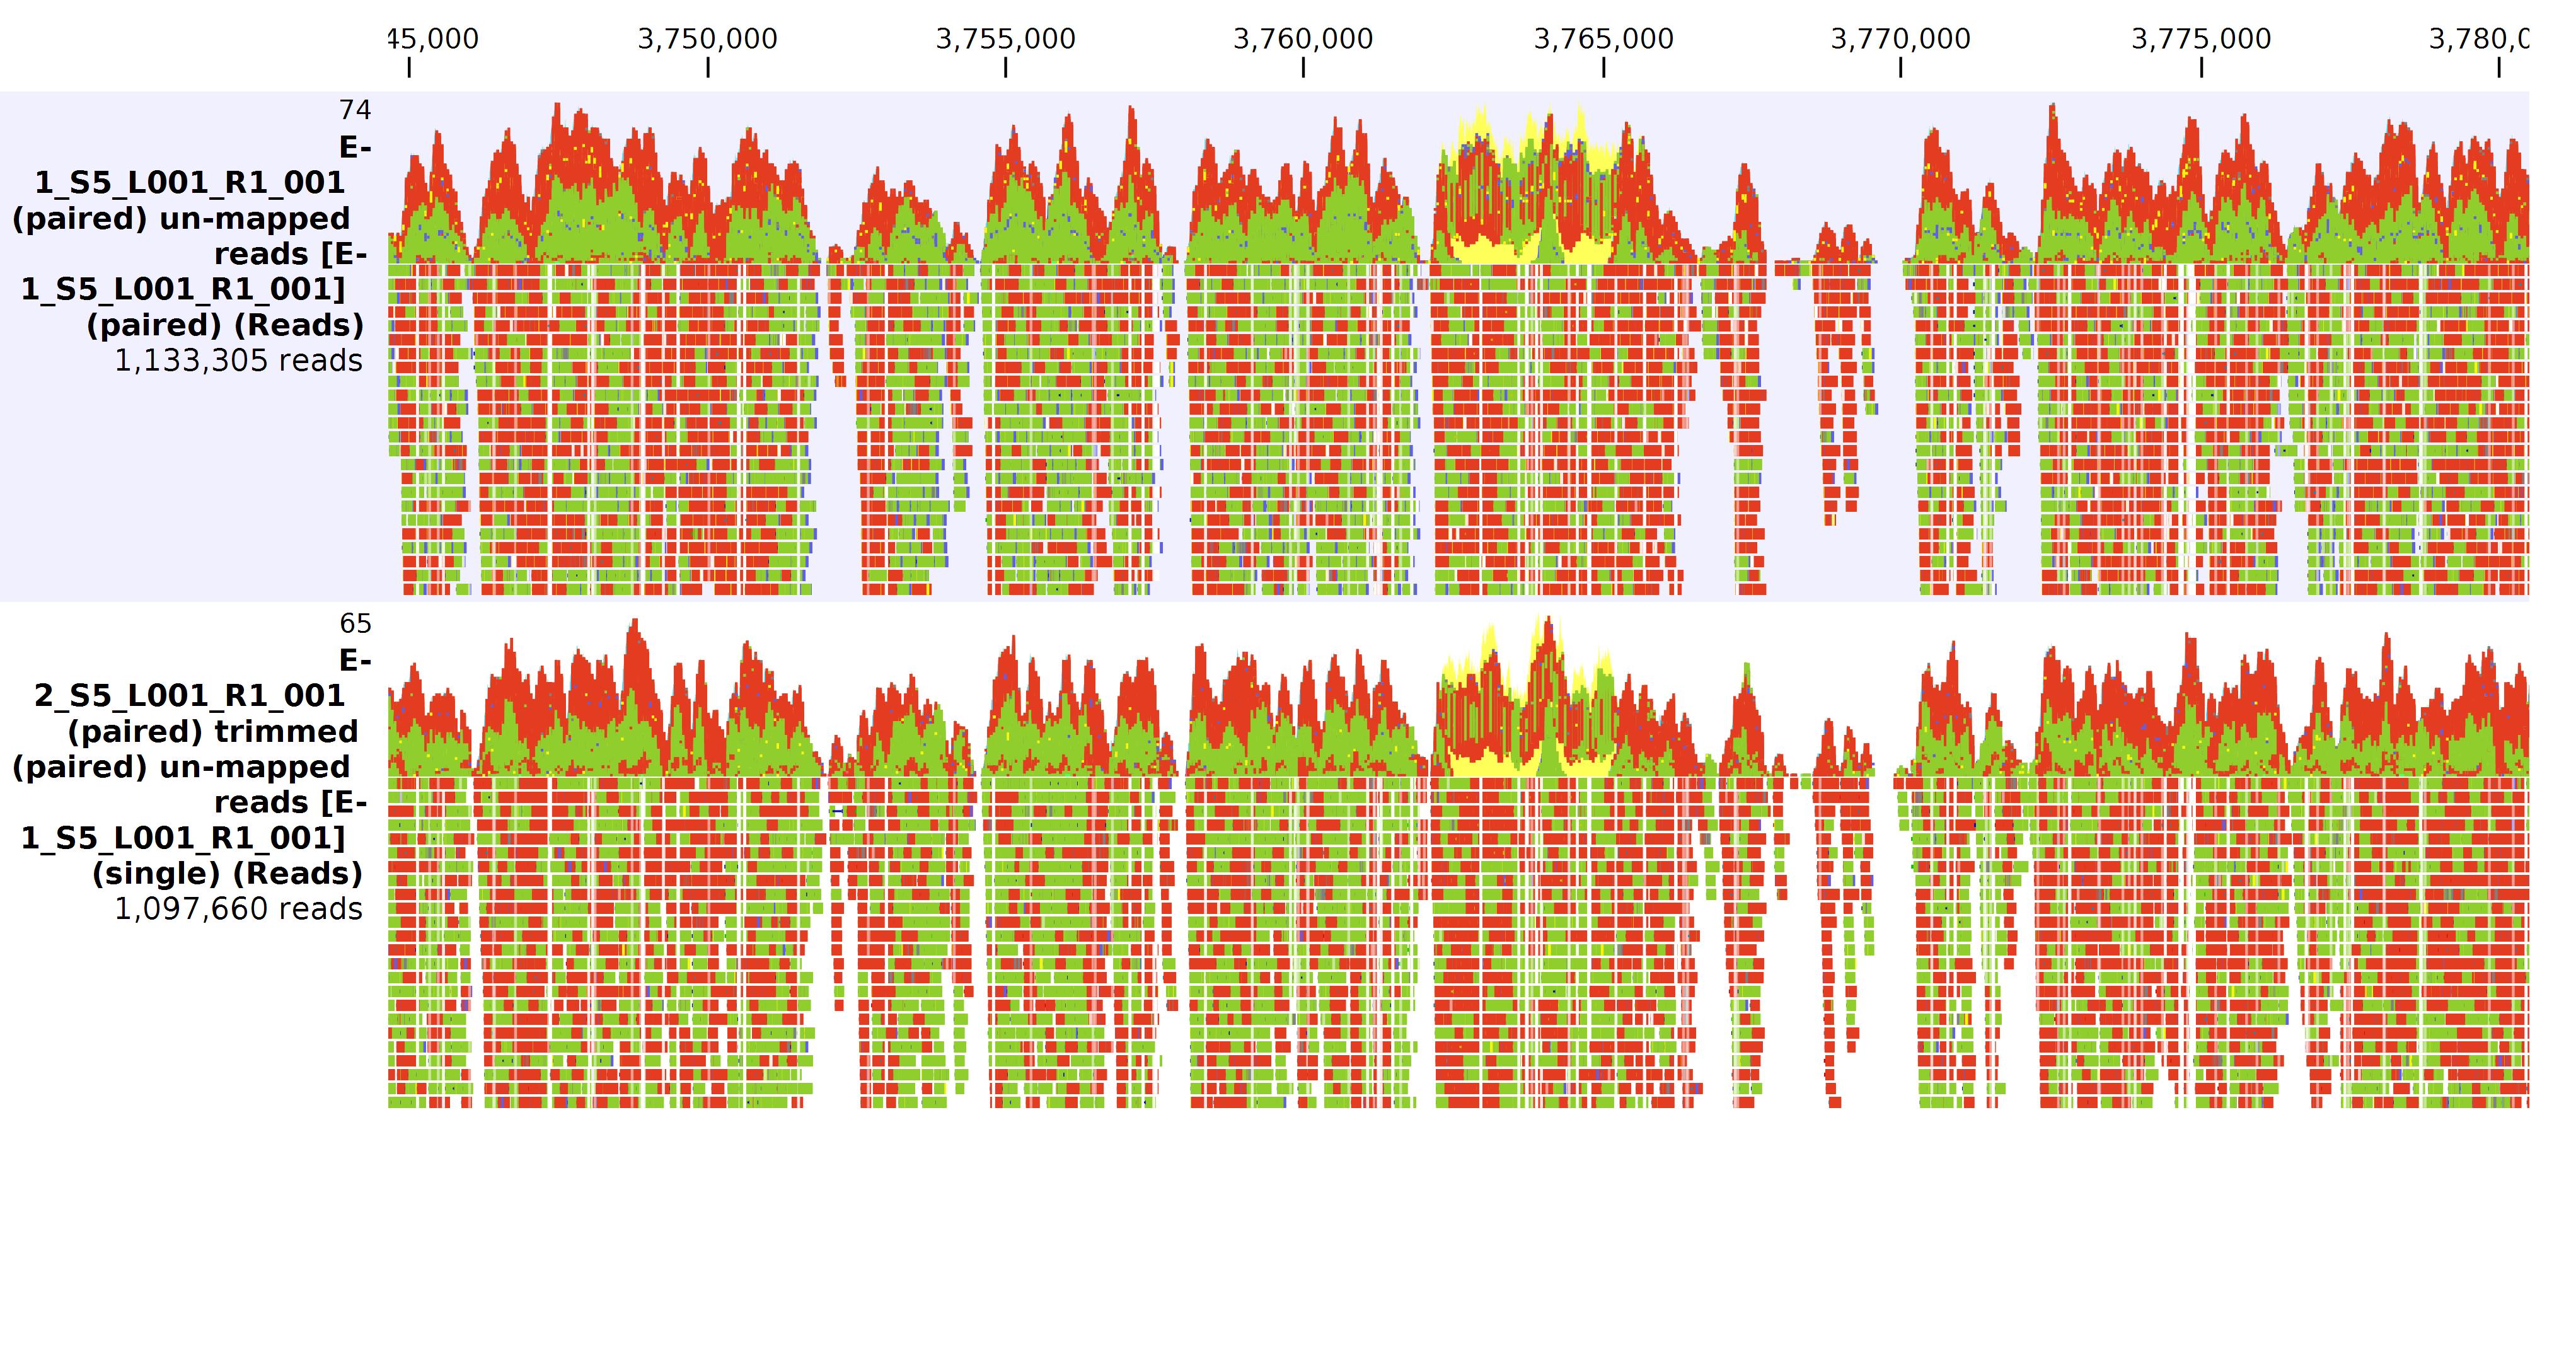 45,000 3,750,000 3,755,000 3,760,000 3,765,000 3,770,000 3,775,000 3,780,0
74
E-
1_S5_L001_R1_001
(paired) un-mapped
reads [E-
1_S5_L001_R1_001]
(paired) (Reads)
1,133,305 reads
65
E-
2_S5_L001_R1_001
(paired) trimmed
(paired) un-mapped
reads [E-
1_S5_L001_R1_001]
(single) (Reads)
1,097,660 reads